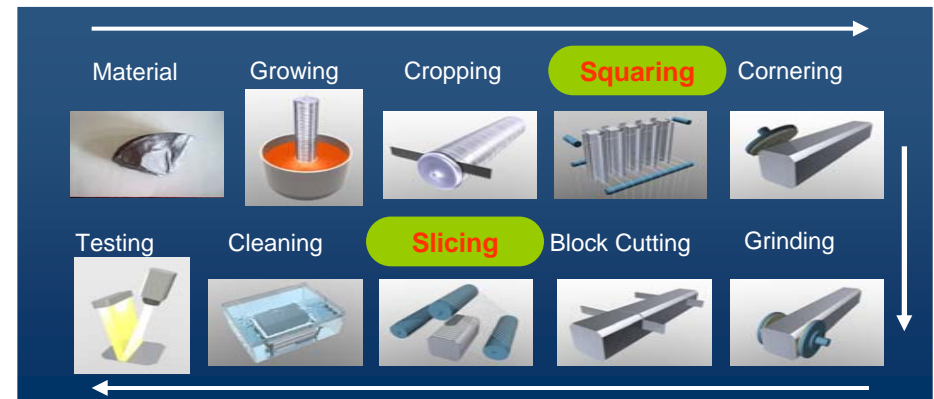 Material
Growing
Cropping
Squaring
Cornering
Testing
Cleaning
Slicing
Block Cutting
Grinding